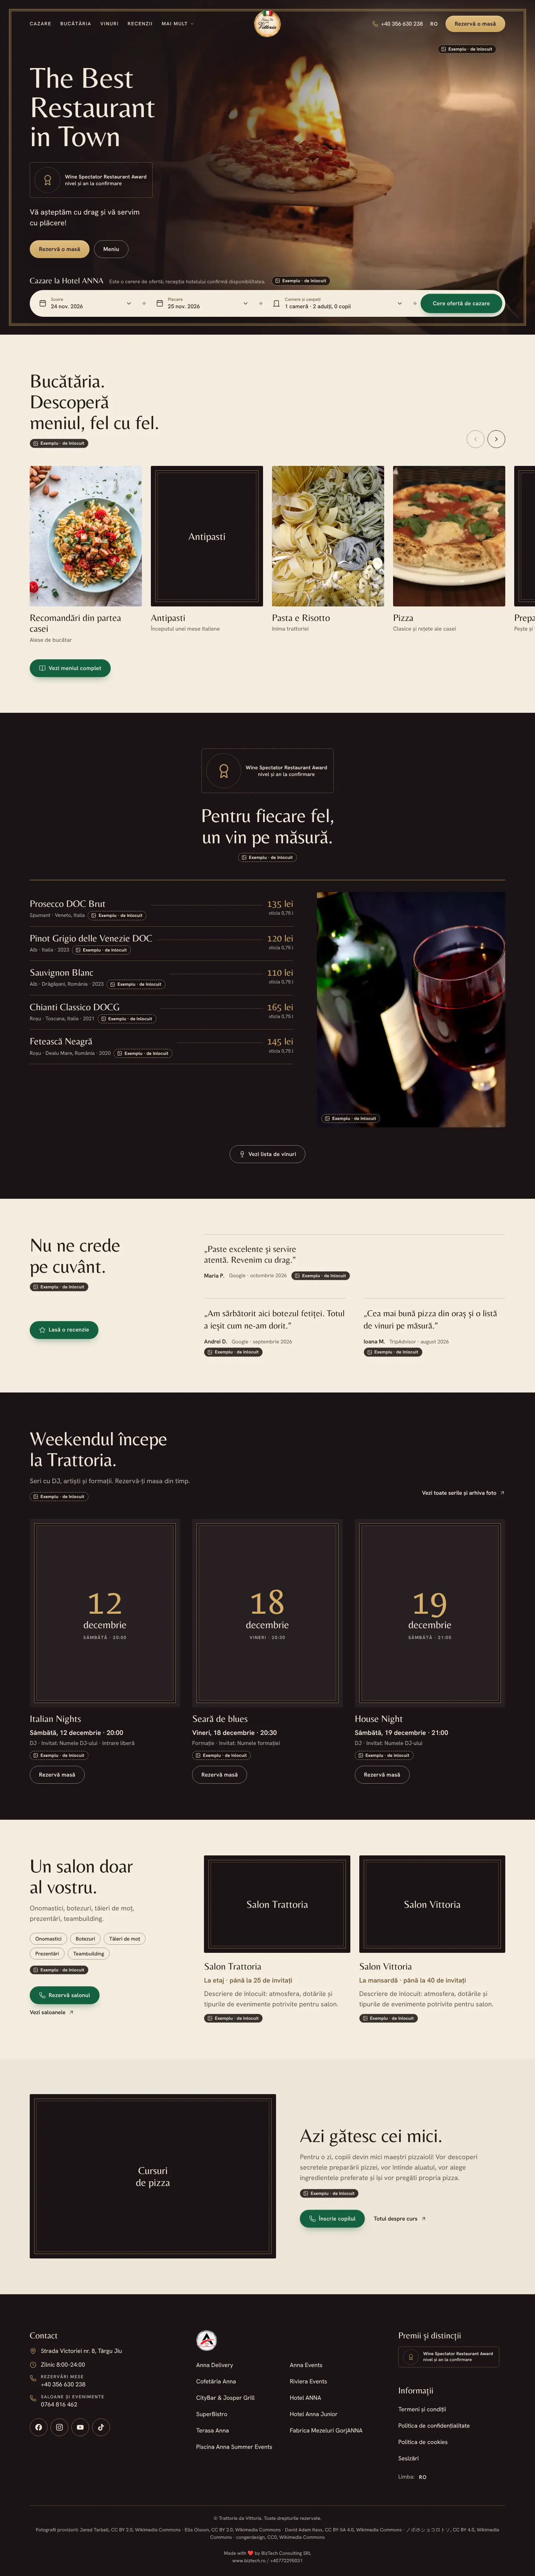 CAZARE BUCĂTĂRIA VINURI RECENZII MAI MULT
Vittoria
+40 356 630 238 RO Rezervă o masă
Exemplu · de înlocuit
The Best
Restaurant
in Town
Wine Spectator Restaurant Award
nivel și an la confirmare
Vă așteptăm cu drag și vă servim
cu plăcere!
Rezervă o masă Meniu
Cazare la Hotel ANNA Este o cerere de ofertă; recepția hotelului confirmă disponibilitatea. Exemplu · de înlocuit
Sosire
24 nov. 2026
Plecare
25 nov. 2026
Camere și oaspeți
1 cameră · 2 adulți, 0 copii
Cere ofertă de cazare
Bucătăria.
Descoperă
meniul, fel cu fel.
Exemplu · de înlocuit
Antipasti
Recomandări din partea
casei
Alese de bucătar
Antipasti
Începutul unei mese italiene
Pasta e Risotto
Inima trattoriei
Pizza
Clasice și rețete ale casei
Prepa
Pește și
Vezi meniul complet
Wine Spectator Restaurant Award
nivel și an la confirmare
Pentru fiecare fel,
un vin pe măsură.
Exemplu · de înlocuit
Prosecco DOC Brut 135 lei
Spumant · Veneto, Italia Exemplu · de înlocuit sticla 0,75 l
Pinot Grigio delle Venezie DOC 120 lei
Alb · Italia · 2023 Exemplu · de înlocuit sticla 0,75 l
Sauvignon Blanc 110 lei
Alb · Drăgășani, România · 2023 Exemplu · de înlocuit sticla 0,75 l
Chianti Classico DOCG 165 lei
Roșu · Toscana, Italia · 2021 Exemplu · de înlocuit sticla 0,75 l
Fetească Neagră 145 lei
Roșu · Dealu Mare, România · 2020 Exemplu · de înlocuit sticla 0,75 l
Exemplu · de înlocuit
Vezi lista de vinuri
Nu ne crede
pe cuvânt.
Exemplu · de înlocuit
Lasă o recenzie
„Paste excelente și servire
atentă. Revenim cu drag.”
Maria P. Google · octombrie 2026 Exemplu · de înlocuit
„Am sărbătorit aici botezul fetiței. Totul
a ieșit cum ne-am dorit.”
Andrei D. Google · septembrie 2026
Exemplu · de înlocuit
„Cea mai bună pizza din oraș și o listă
de vinuri pe măsură.”
Ioana M. TripAdvisor · august 2026
Exemplu · de înlocuit
Weekendul începe
la Trattoria.
Seri cu DJ, artiști și formații. Rezervă-ți masa din timp.
Exemplu · de înlocuit
Vezi toate serile și arhiva foto
12
decembrie
SÂMBĂTĂ · 20:00
18
decembrie
VINERI · 20:30
19
decembrie
SÂMBĂTĂ · 21:00
Italian Nights
Sâmbătă, 12 decembrie · 20:00
DJ · Invitat: Numele DJ-ului · Intrare liberă
Exemplu · de înlocuit
Rezervă masă
Seară de blues
Vineri, 18 decembrie · 20:30
Formație · Invitat: Numele formației
Exemplu · de înlocuit
Rezervă masă
House Night
Sâmbătă, 19 decembrie · 21:00
DJ · Invitat: Numele DJ-ului
Exemplu · de înlocuit
Rezervă masă
Un salon doar
al vostru.
Onomastici, botezuri, tăieri de moț,
prezentări, teambuilding.
Onomastici Botezuri Tăieri de moț
Prezentări Teambuilding
Exemplu · de înlocuit
Rezervă salonul
Vezi saloanele
Salon Trattoria
Salon Trattoria
La etaj · până la 25 de invitați
Descriere de înlocuit: atmosfera, dotările și
tipurile de evenimente potrivite pentru salon.
Exemplu · de înlocuit
Salon Vittoria
Salon Vittoria
La mansardă · până la 40 de invitați
Descriere de înlocuit: atmosfera, dotările și
tipurile de evenimente potrivite pentru salon.
Exemplu · de înlocuit
Cursuri
de pizza
Azi gătesc cei mici.
Pentru o zi, copiii devin mici maeștri pizzaioli! Vor descoperi
secretele preparării pizzei, vor întinde aluatul, vor alege
ingredientele preferate și își vor pregăti propria pizza.
Exemplu · de înlocuit
Înscrie copilul Totul despre curs
Contact
Strada Victoriei nr. 8, Târgu Jiu
Zilnic 8:00–24:00
REZERVĂRI MESE
+40 356 630 238
SALOANE ȘI EVENIMENTE
0764 816 462
Anna Delivery
Cofetăria Anna
CityBar & Josper Grill
SuperBistro
Terasa Anna
Piscina Anna Summer Events
Anna Events
Riviera Events
Hotel ANNA
Hotel Anna Junior
Fabrica Mezeluri GorjANNA
Premii și distincții
Wine Spectator Restaurant Award
nivel și an la confirmare
Informații
Termeni și condiții
Politica de confidențialitate
Politica de cookies
Sesizări
Limba: RO
© Trattoria da Vittoria. Toate drepturile rezervate.
Made with ❤️ by BizTech Consulting SRL
www.biztech.ro / +40772295031